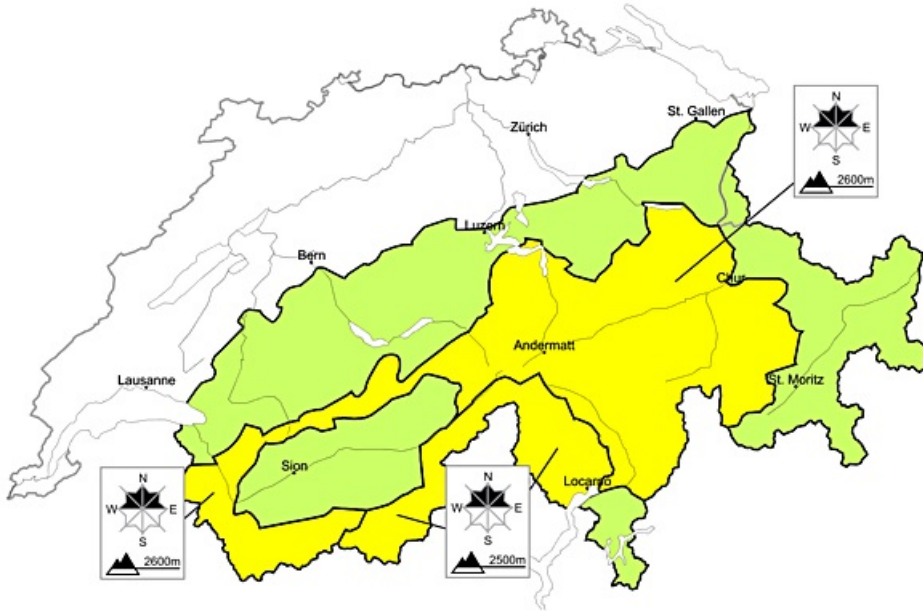 N
W E
S
2600m
St. Gallen
Zürich
Luzern
Bern
Chur
Andermatt
Lausanne
St. Moritz
Sion
Locarno
N
W E
S
2600m
N
W E
S
2500m